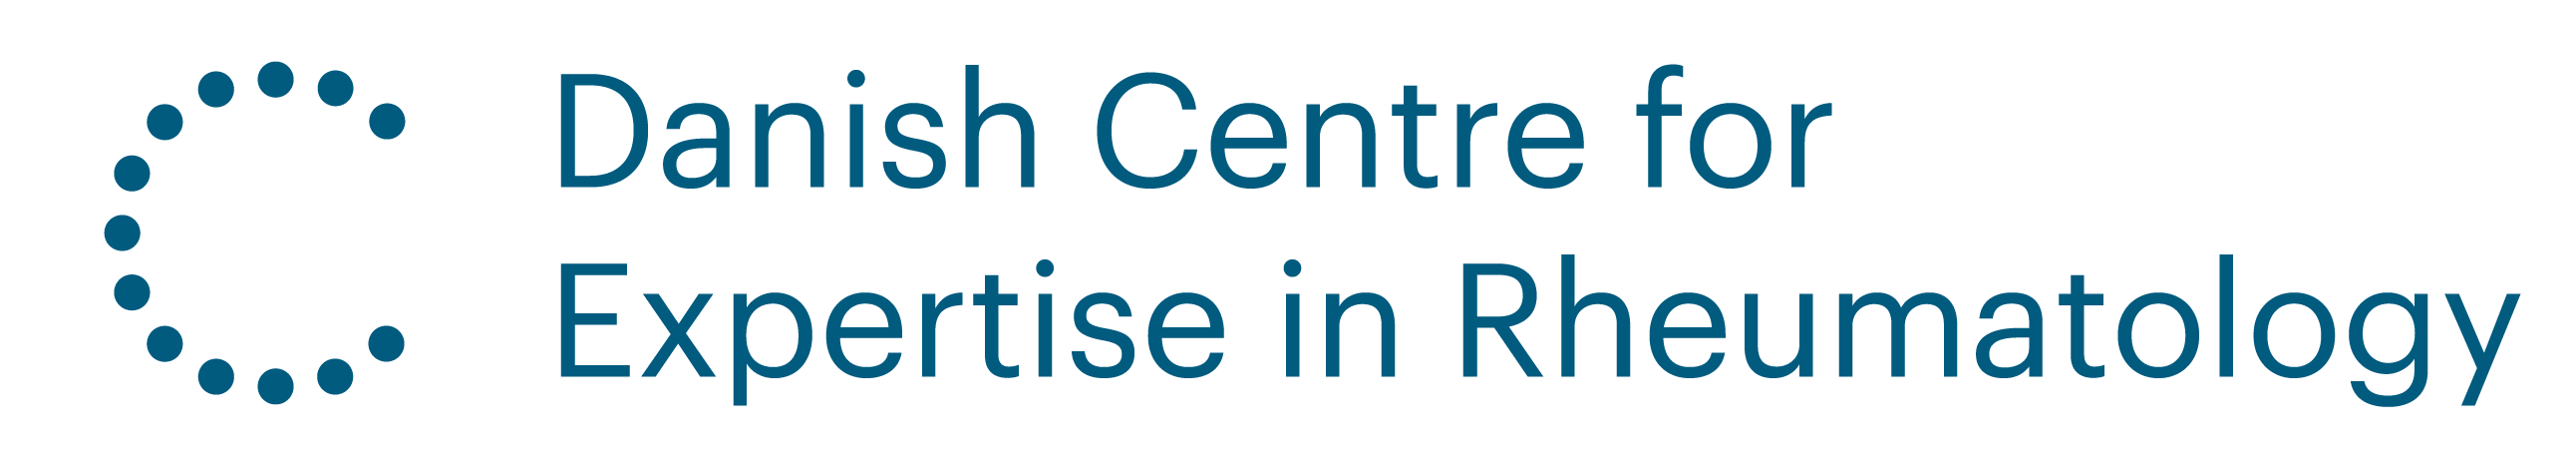 Danish Centre for
Expertise in Rheumatology